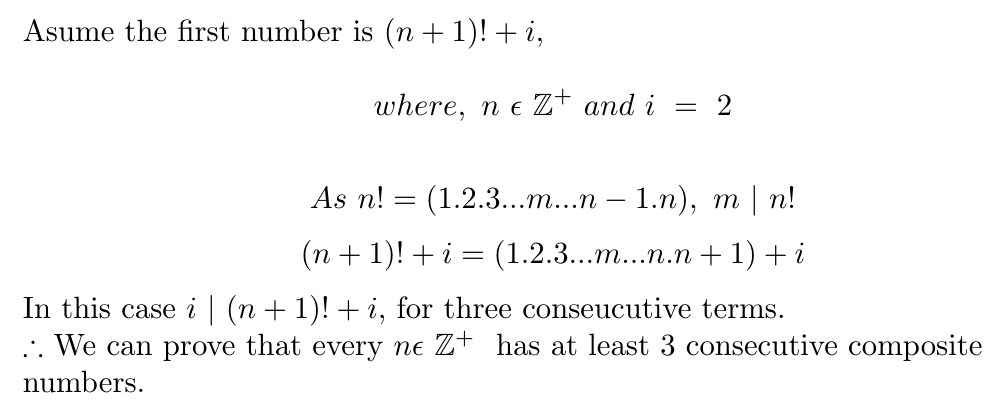 Asume the first number is (n + 1)! + i,
where, n ϵ ℤ⁺ and i = 2
As n! = (1.2.3...m...n − 1.n), m | n!
(n + 1)! + i = (1.2.3...m...n.n + 1) + i
In this case i | (n + 1)! + i, for three conseucutive terms.
∴ We can prove that every nϵ ℤ⁺ has at least 3 consecutive composite
numbers.